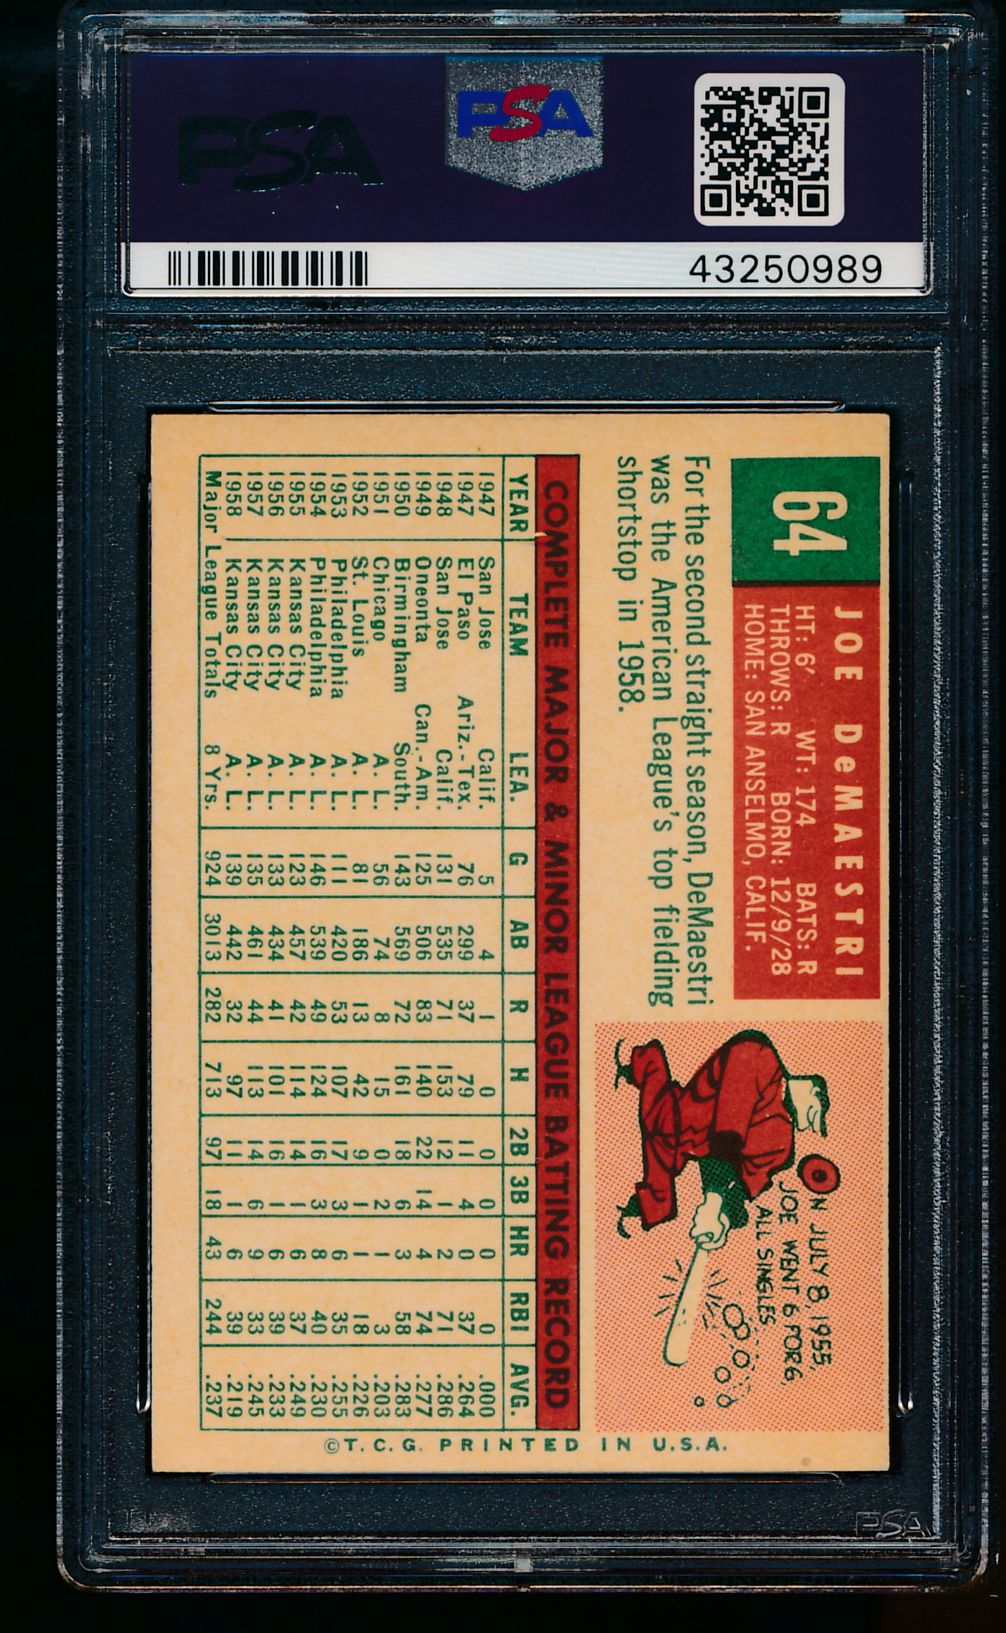 PSA
PSA
43250989
64
JOE DeMAESTRI
HT: 6' WT: 174 BATS: R
THROWS: R BORN: 12/9/28
HOME: SAN ANSELMO, CALIF.
For the second straight season, DeMaestri
was the American League's top fielding
shortstop in 1958.
ON JULY 8, 1955,
JOE WENT 6 FOR 6,
ALL SINGLES
COMPLETE MAJOR & MINOR LEAGUE BATTING RECORD
YEAR TEAM LEA. G AB R H 2B 3B HR RBI AVG.
1947 San Jose Calif. 5 4 1 0 0 0 0 0 .000
1947 El Paso Ariz.-Tex. 76 299 37 79 11 4 0 37 .264
1948 San Jose Calif. 131 535 71 153 12 1 2 71 .286
1949 Oneonta Can.-Am. 125 506 83 140 22 14 4 74 .277
1950 Birmingham South. 143 569 72 161 18 6 3 58 .283
1951 Chicago A. L. 56 74 8 15 0 2 1 3 .203
1952 St. Louis A. L. 81 186 13 42 9 1 1 18 .226
1953 Philadelphia A. L. 111 420 53 107 17 3 6 35 .255
1954 Philadelphia A. L. 146 539 49 124 16 3 8 40 .230
1955 Kansas City A. L. 123 457 42 114 14 1 6 37 .249
1956 Kansas City A. L. 133 434 41 101 16 1 6 39 .233
1957 Kansas City A. L. 135 461 44 113 14 6 9 33 .245
1958 Kansas City A. L. 139 442 32 97 11 1 6 39 .219
Major League Totals 8 Yrs. 924 3013 282 713 97 18 43 244 .237
©T.C.G. PRINTED IN U.S.A.
PSA